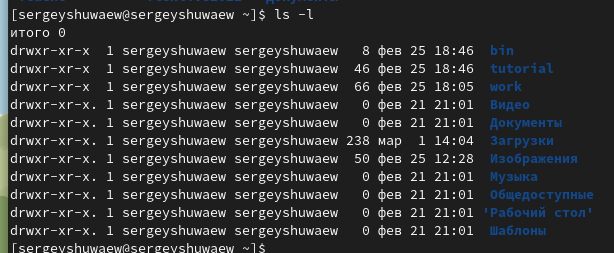 [sergeyshuwaew@sergeyshuwaew ~]$ ls -l
итого 0
drwxr-xr-x  1 sergeyshuwaew sergeyshuwaew   8 фев 25 18:46  bin
drwxr-xr-x  1 sergeyshuwaew sergeyshuwaew  46 фев 25 18:46  tutorial
drwxr-xr-x  1 sergeyshuwaew sergeyshuwaew  66 фев 25 18:05  work
drwxr-xr-x. 1 sergeyshuwaew sergeyshuwaew   0 фев 21 21:01  Видео
drwxr-xr-x. 1 sergeyshuwaew sergeyshuwaew   0 фев 21 21:01  Документы
drwxr-xr-x. 1 sergeyshuwaew sergeyshuwaew 238 мар  1 14:04  Загрузки
drwxr-xr-x. 1 sergeyshuwaew sergeyshuwaew  50 фев 25 12:28  Изображения
drwxr-xr-x. 1 sergeyshuwaew sergeyshuwaew   0 фев 21 21:01  Музыка
drwxr-xr-x. 1 sergeyshuwaew sergeyshuwaew   0 фев 21 21:01  Общедоступные
drwxr-xr-x. 1 sergeyshuwaew sergeyshuwaew   0 фев 21 21:01 'Рабочий стол'
drwxr-xr-x. 1 sergeyshuwaew sergeyshuwaew   0 фев 21 21:01  Шаблоны
[sergeyshuwaew@sergeyshuwaew ~]$